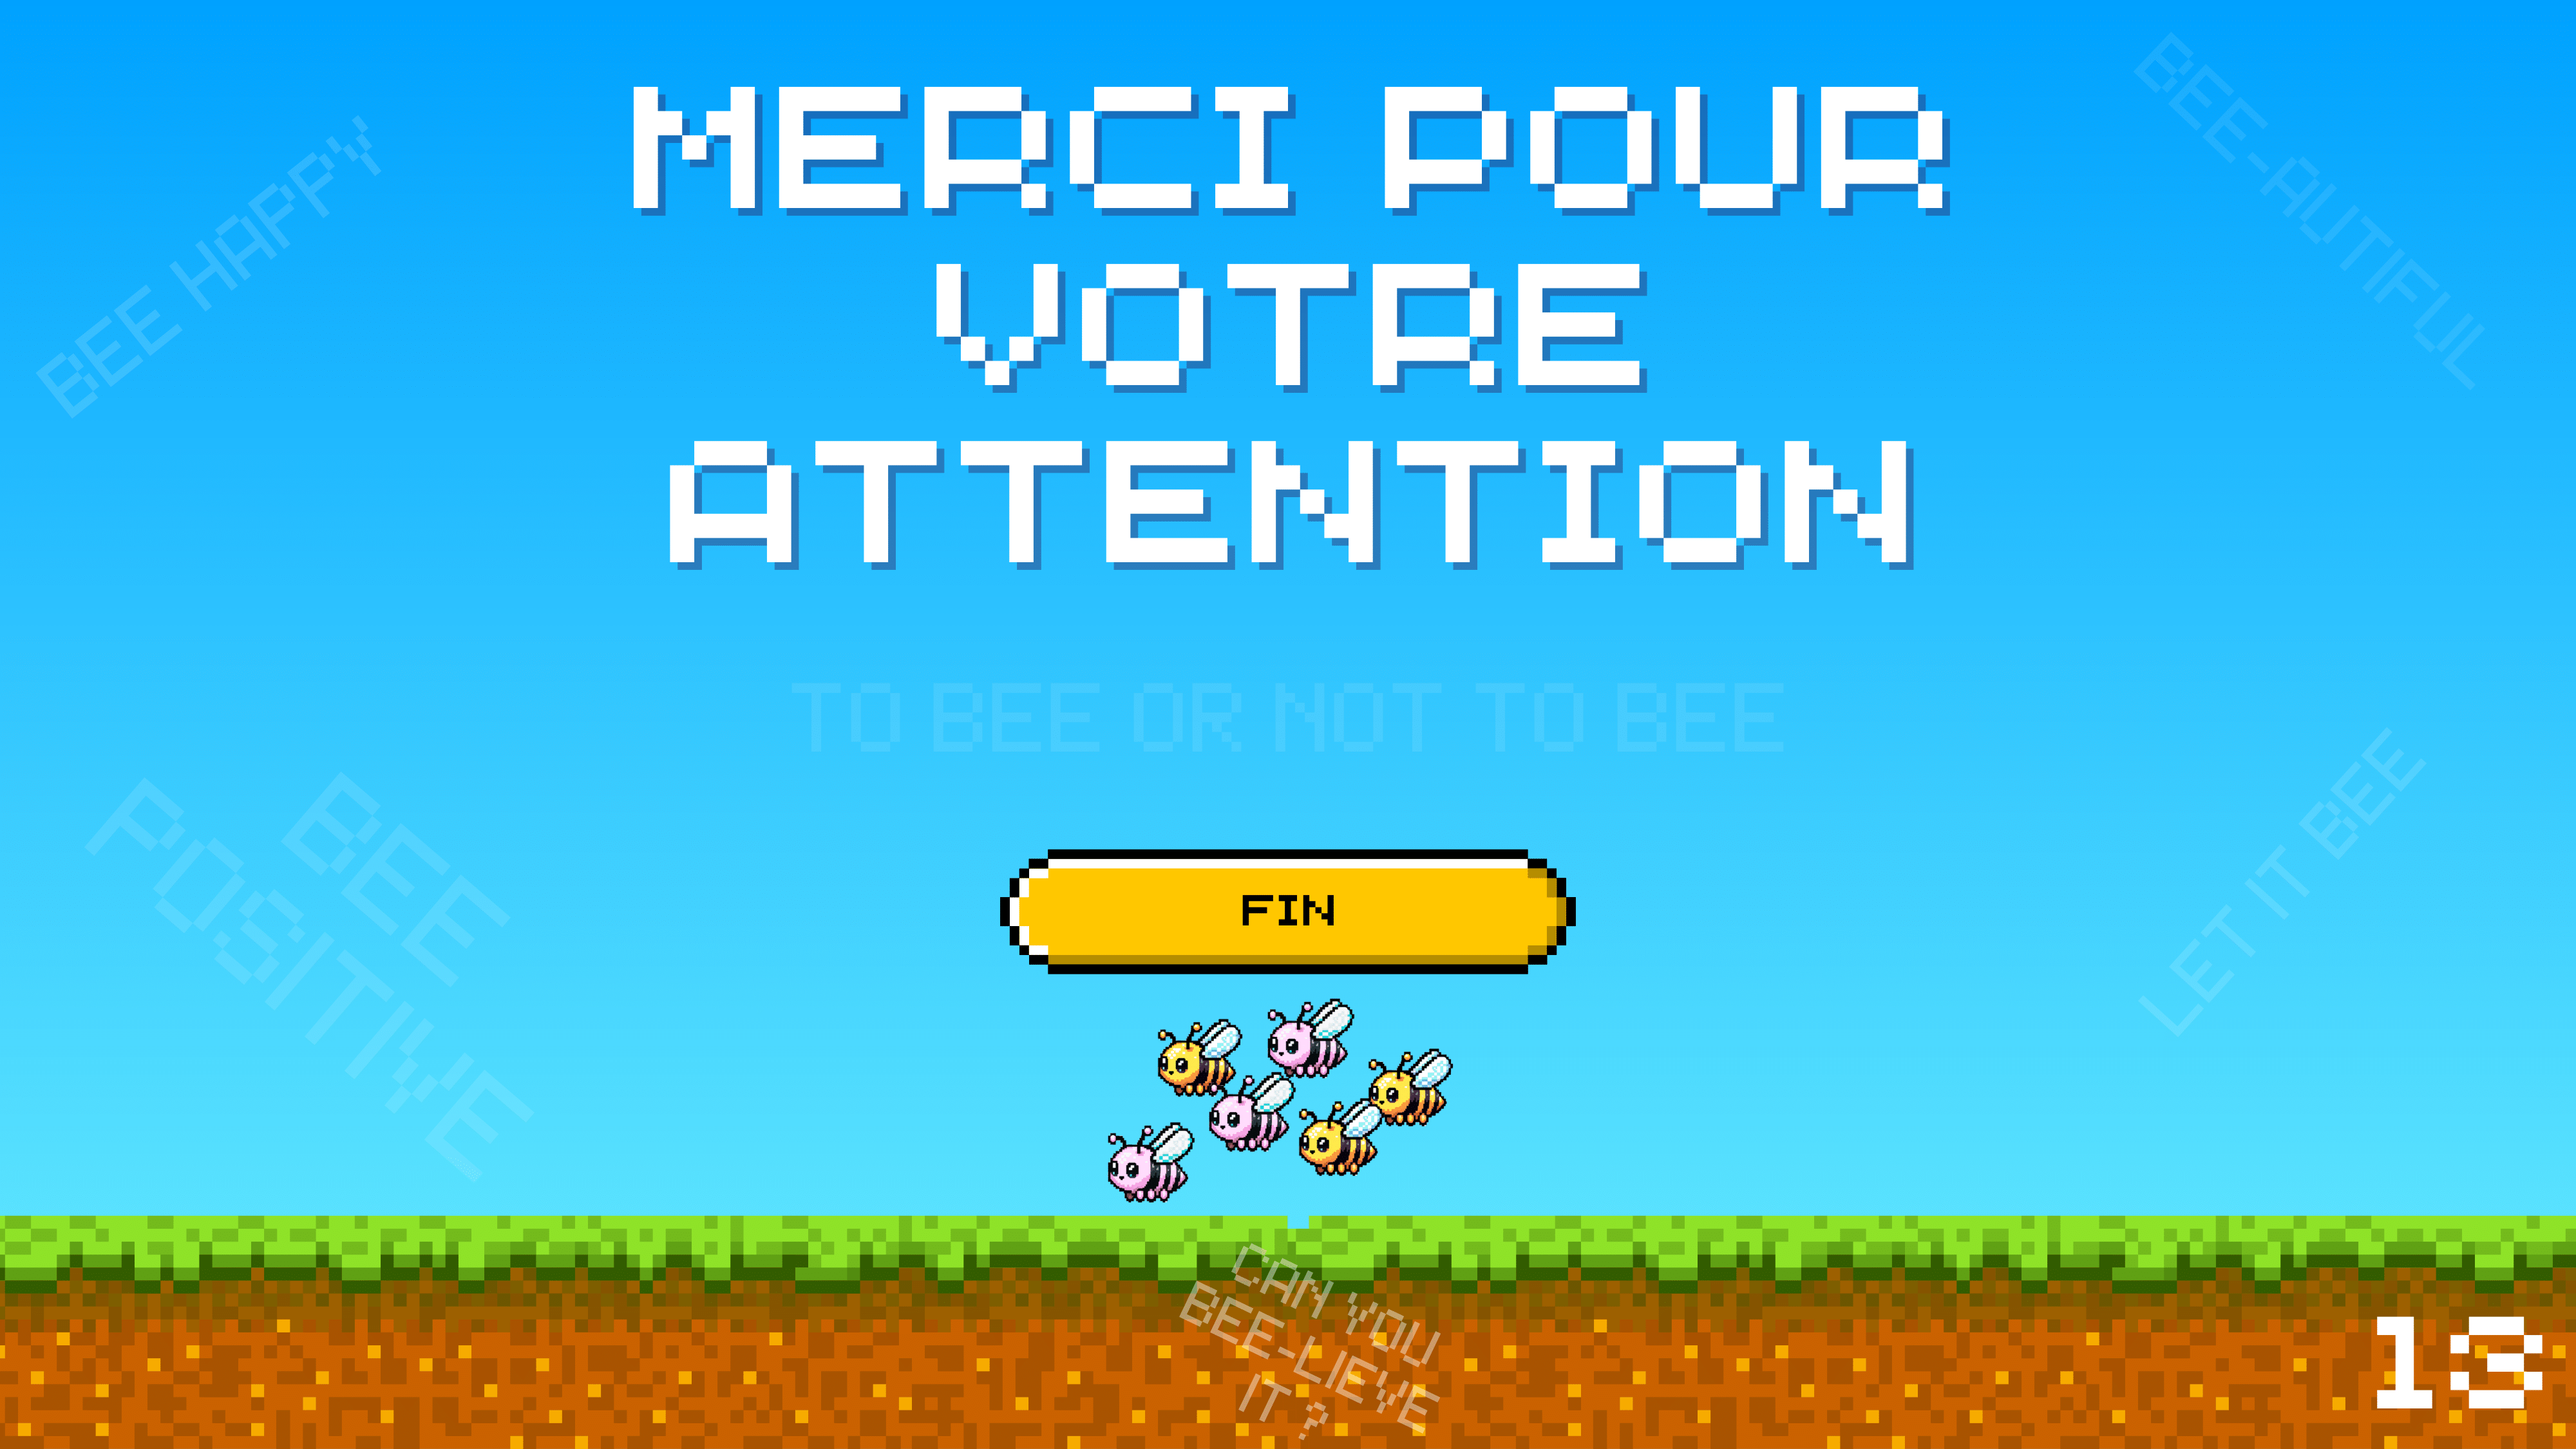 MERCI POUR
VOTRE
ATTENTION
BEE HAPPY
BEE-AUTIFUL
TO BEE OR NOT TO BEE
BEE
POSITIVE
LET IT BEE
FIN
CAN YOU
BEE-LIEVE
IT ?
13